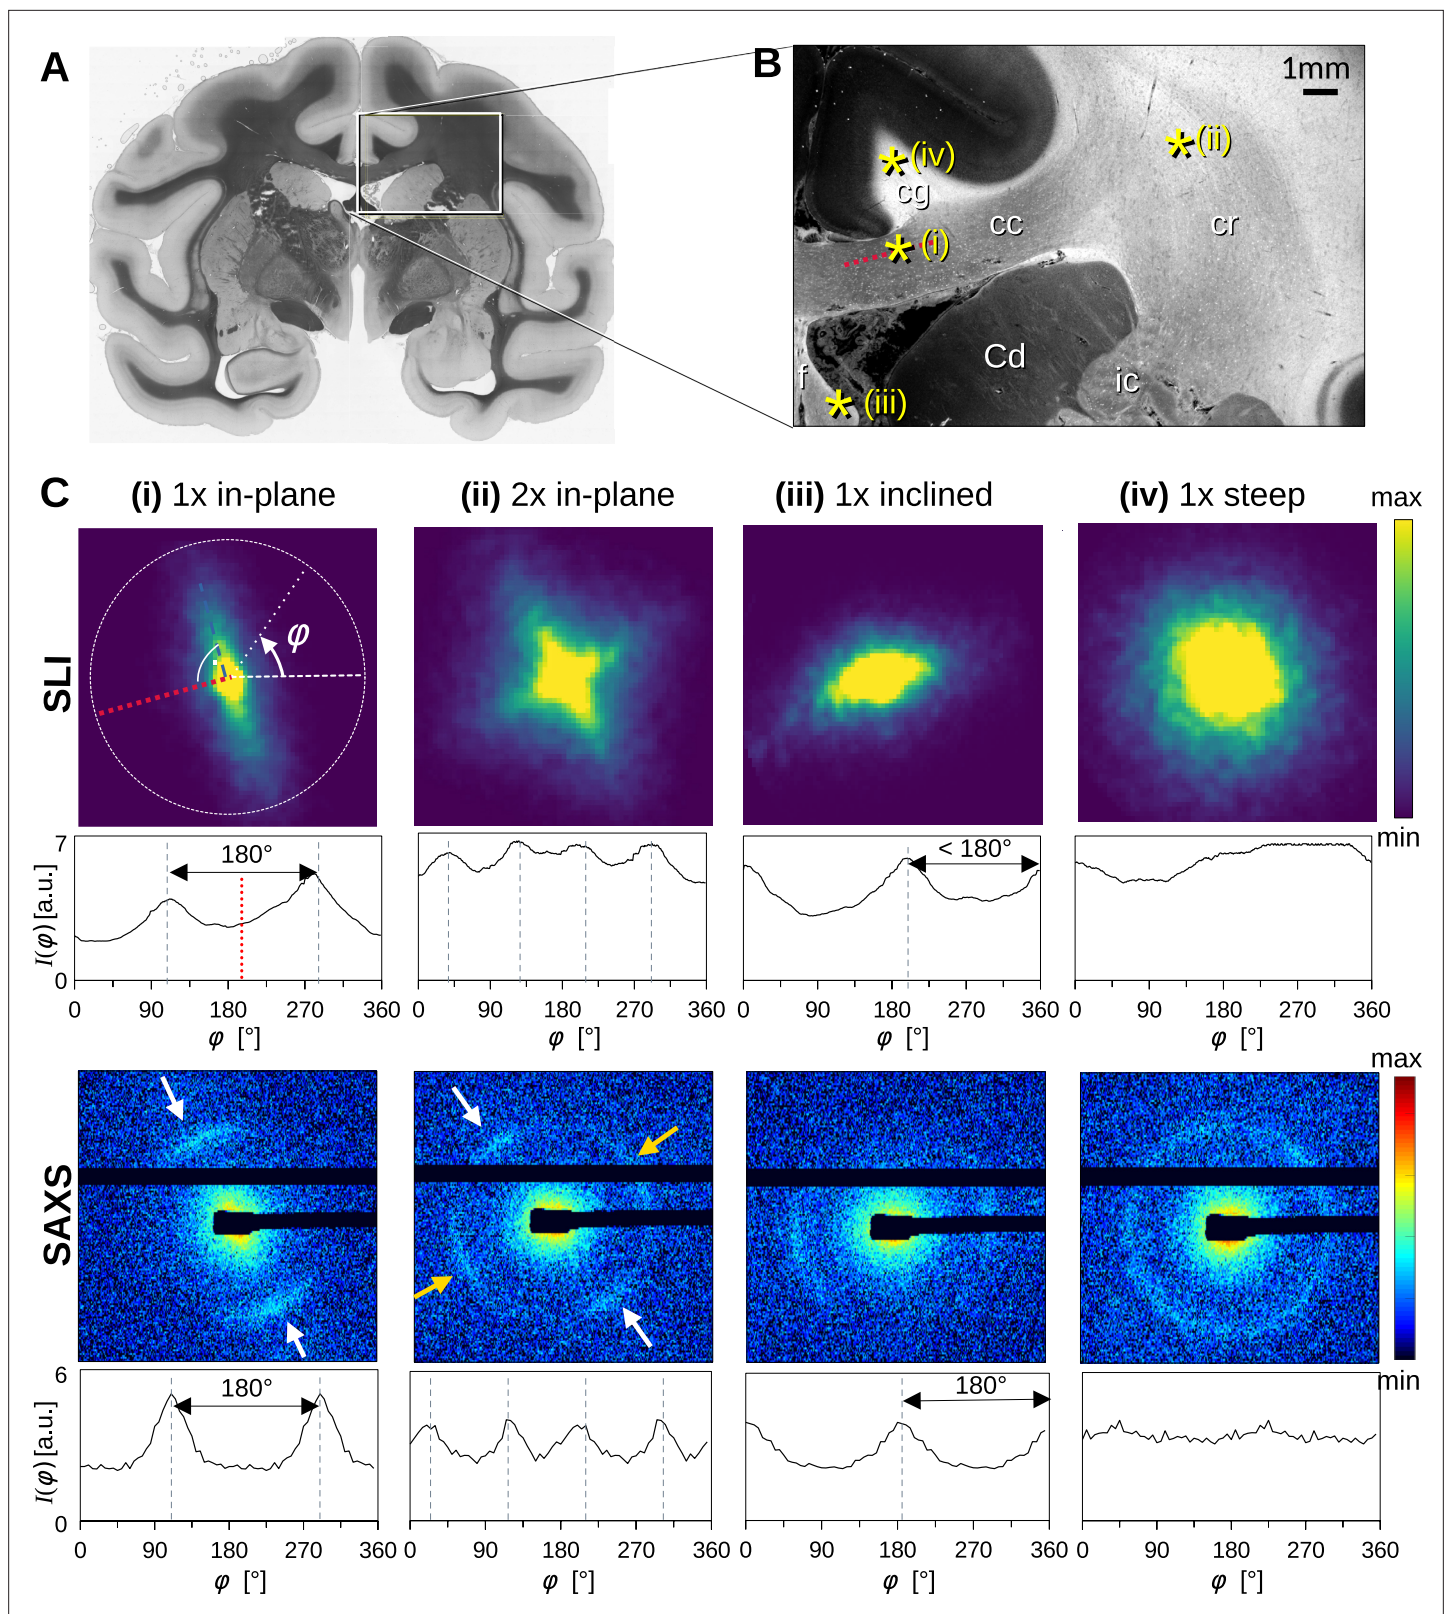 A
B
1mm
(iv)
(ii)
cg
cc
cr
(i)
Cd
ic
f
(iii)
C
(i) 1x in-plane
(ii) 2x in-plane
(iii) 1x inclined
(iv) 1x steep
max
SLI
φ
min
7
180°
< 180°
I(φ) [a.u.]
0
0 90 180 270 360
0 90 180 270 360
0 90 180 270 360
0 90 180 270 360
φ [°]
φ [°]
φ [°]
φ [°]
max
SAXS
min
6
180°
180°
I(φ) [a.u.]
0
0 90 180 270 360
0 90 180 270 360
0 90 180 270 360
0 90 180 270 360
φ [°]
φ [°]
φ [°]
φ [°]